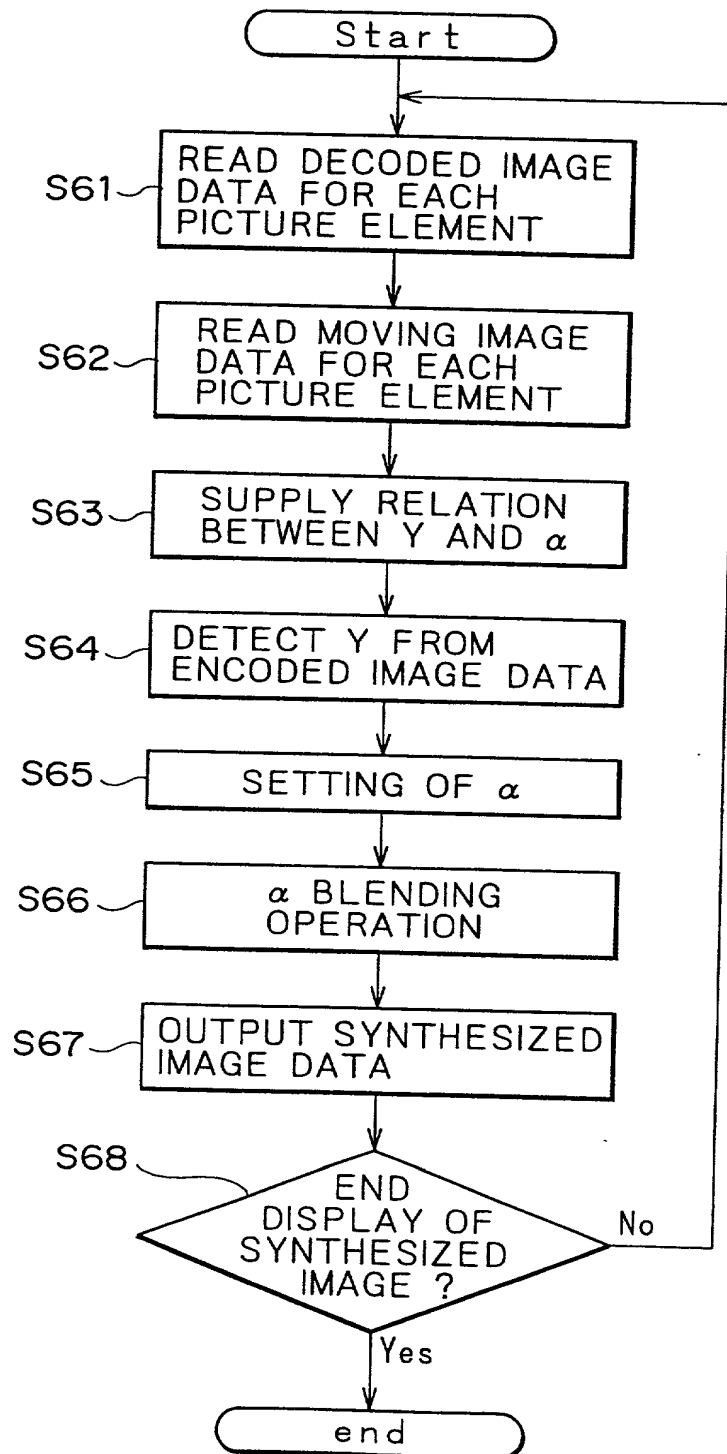 Start
S61
READ DECODED IMAGE
DATA FOR EACH
PICTURE ELEMENT
S62
READ MOVING IMAGE
DATA FOR EACH
PICTURE ELEMENT
S63
SUPPLY RELATION
BETWEEN Y AND α
S64
DETECT Y FROM
ENCODED IMAGE DATA
S65
SETTING OF α
S66
α BLENDING
OPERATION
S67
OUTPUT SYNTHESIZED
IMAGE DATA
S68
END
DISPLAY OF
SYNTHESIZED
IMAGE ?
No
Yes
end